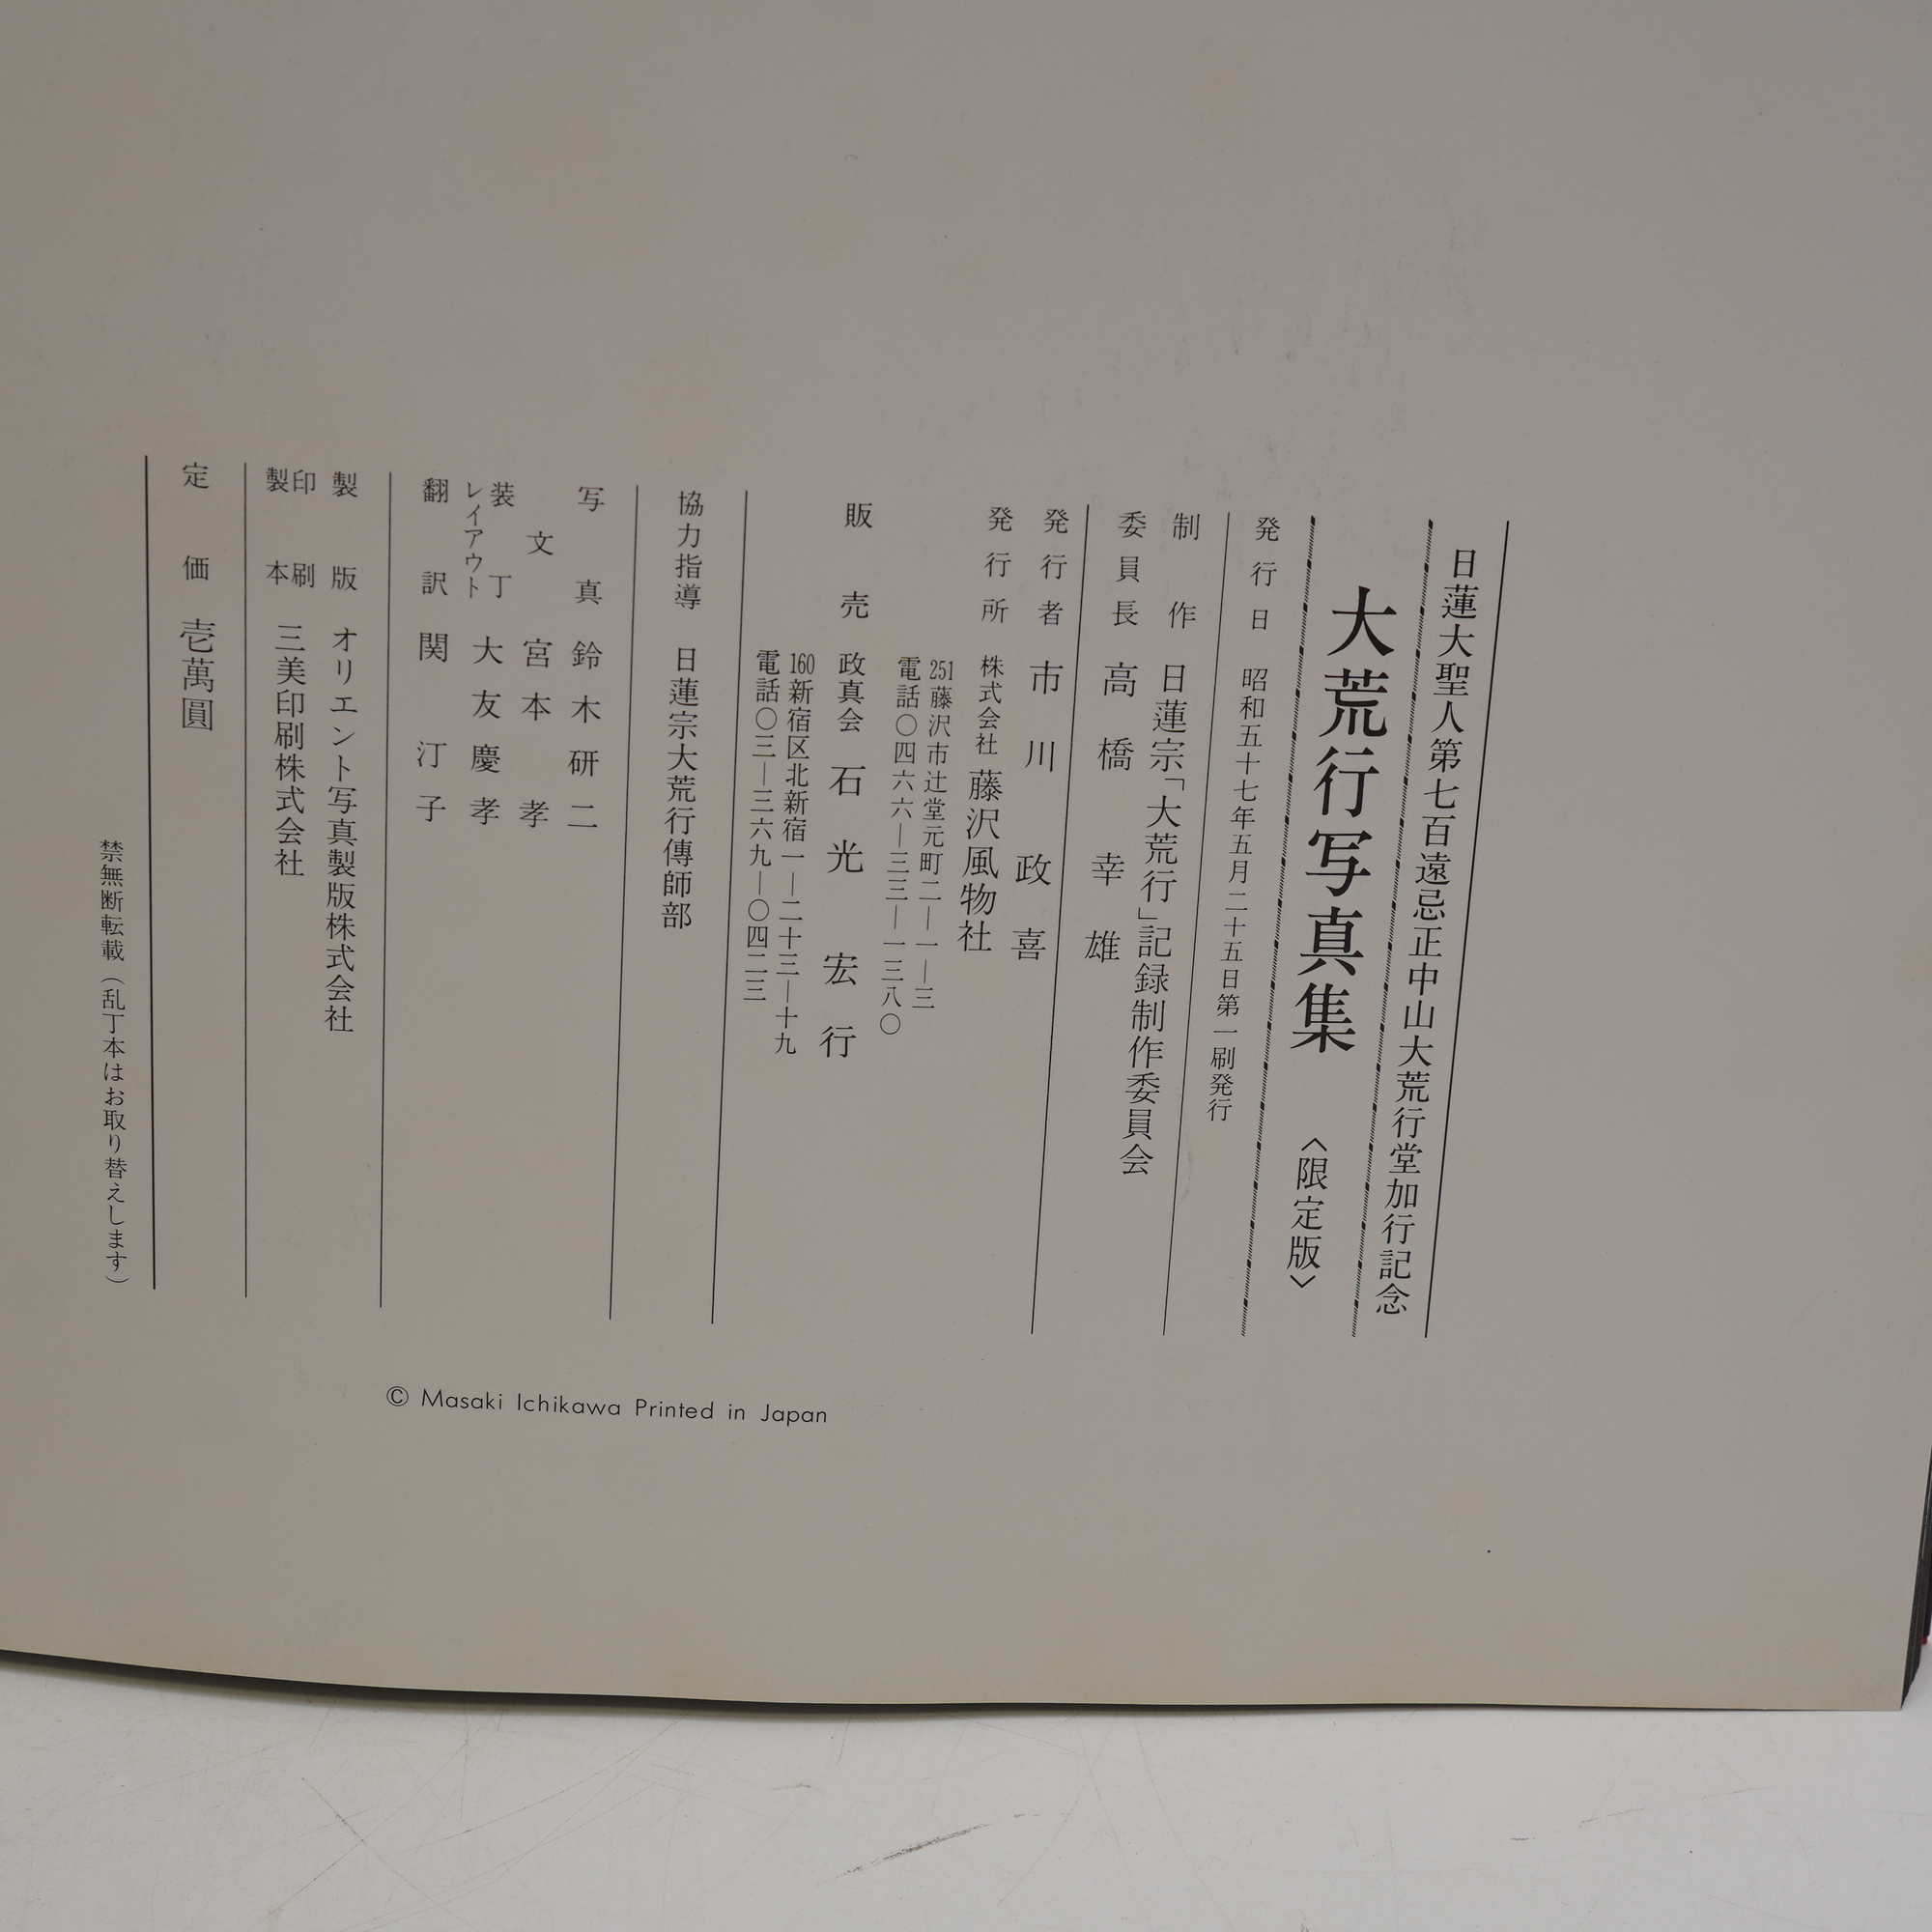 日蓮大聖人第七百遠忌正中山大荒行堂加行記念
大荒行写真集 〈限定版〉
発行日 昭和五十七年五月二十五日第一刷発行
制作 日蓮宗「大荒行」記録制作委員会
委員長 高橋幸雄
発行者 市川政喜
発行所 株式会社 藤沢風物社
251藤沢市辻堂元町二―一―三
電話〇四六六―三三―一三八〇
販売 政真会 石光宏行
160新宿区北新宿一―二十三―十九
電話〇三―三六九―〇四二三
協力指導 日蓮宗大荒行傳師部
写真 鈴木研二
文 宮本孝
装丁
レイアウト 大友慶孝
翻訳 関汀子
製版 オリエント写真製版株式会社
印刷
製本 三美印刷株式会社
定価 壱萬圓
禁無断転載（乱丁本はお取り替えします）
© Masaki Ichikawa Printed in Japan